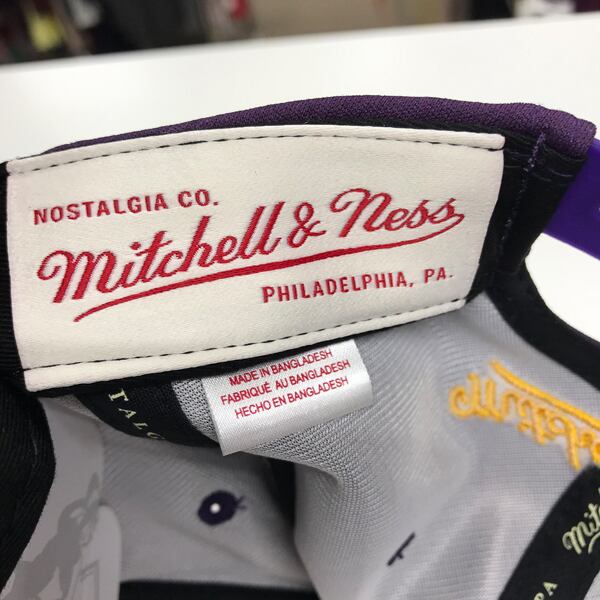 NOSTALGIA CO.
Mitchell & Ness
PHILADELPHIA, PA.
MADE IN BANGLADESH
FABRIQUÉ AU BANGLADESH
HECHO EN BANGLADESH